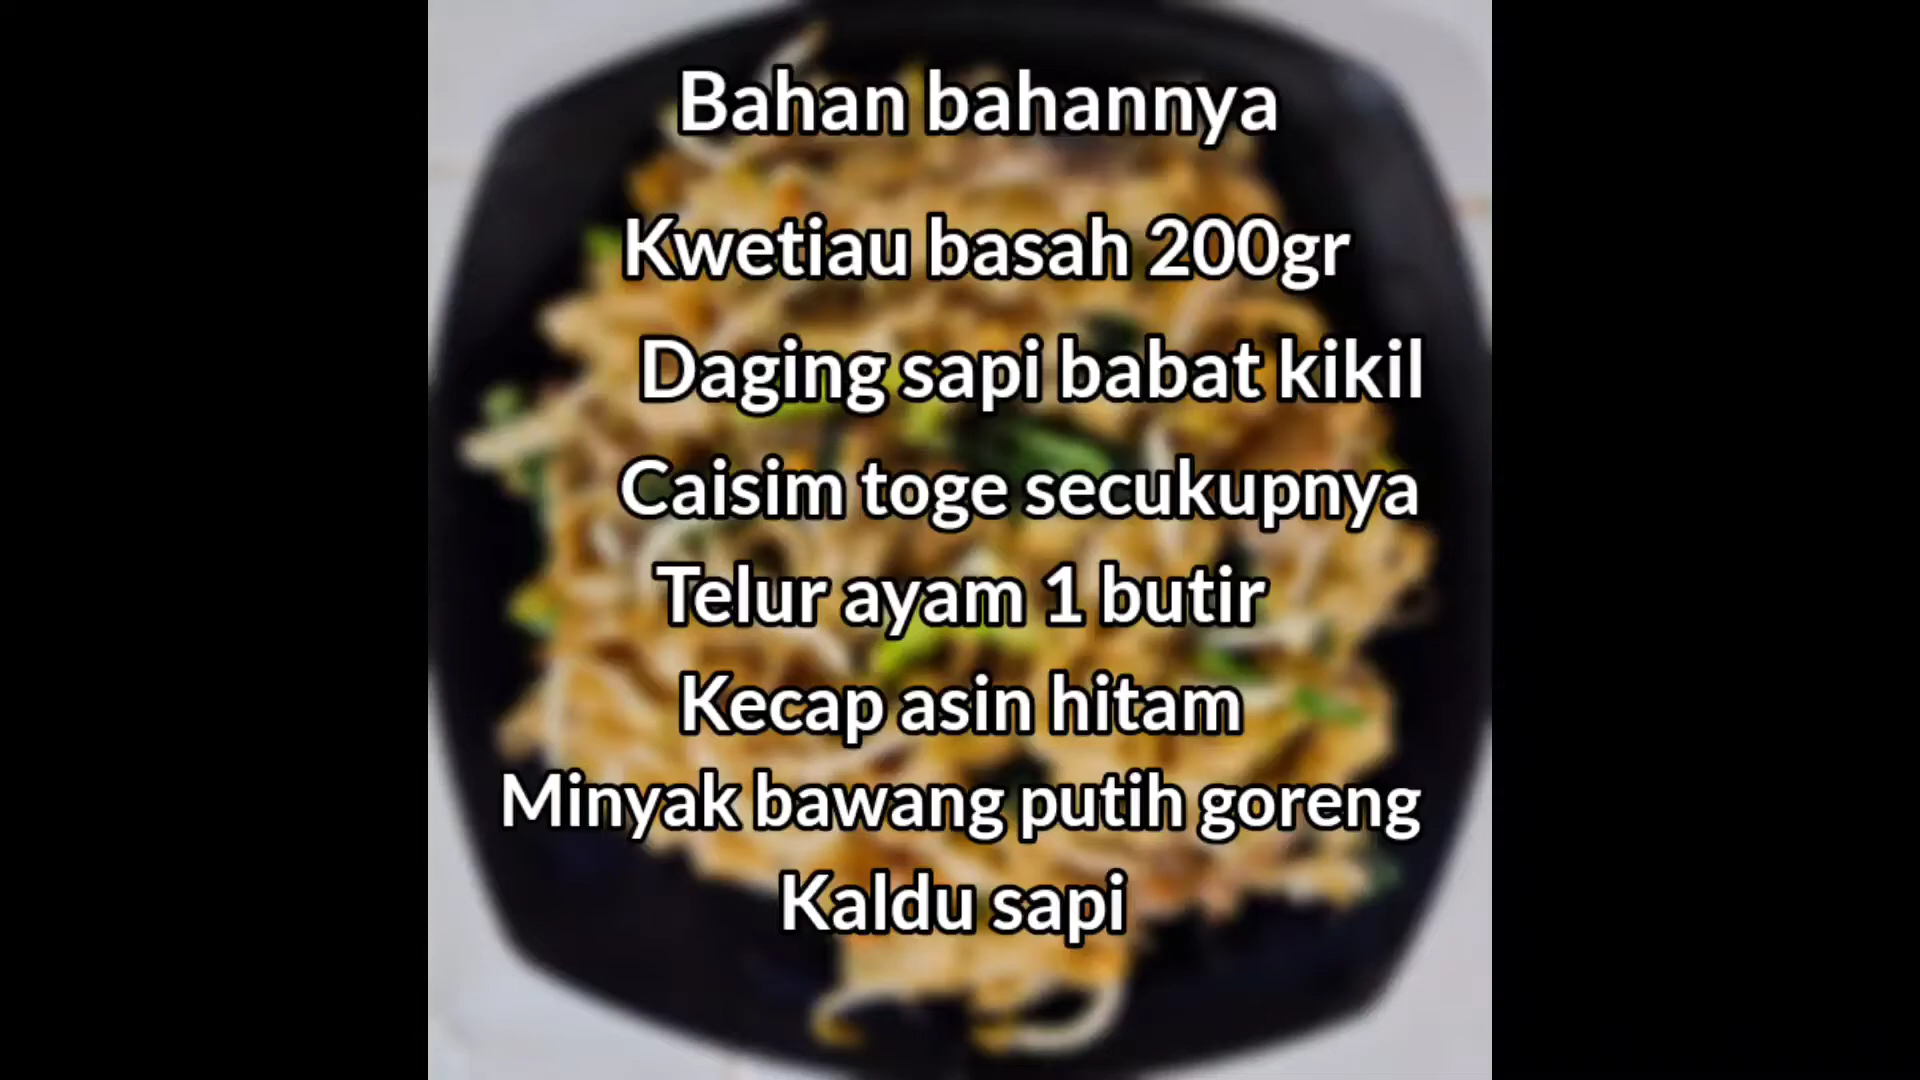 Bahan bahannya
Kwetiau basah 200gr
Daging sapi babat kikil
Caisim toge secukupnya
Telur ayam 1 butir
Kecap asin hitam
Minyak bawang putih goreng
Kaldu sapi